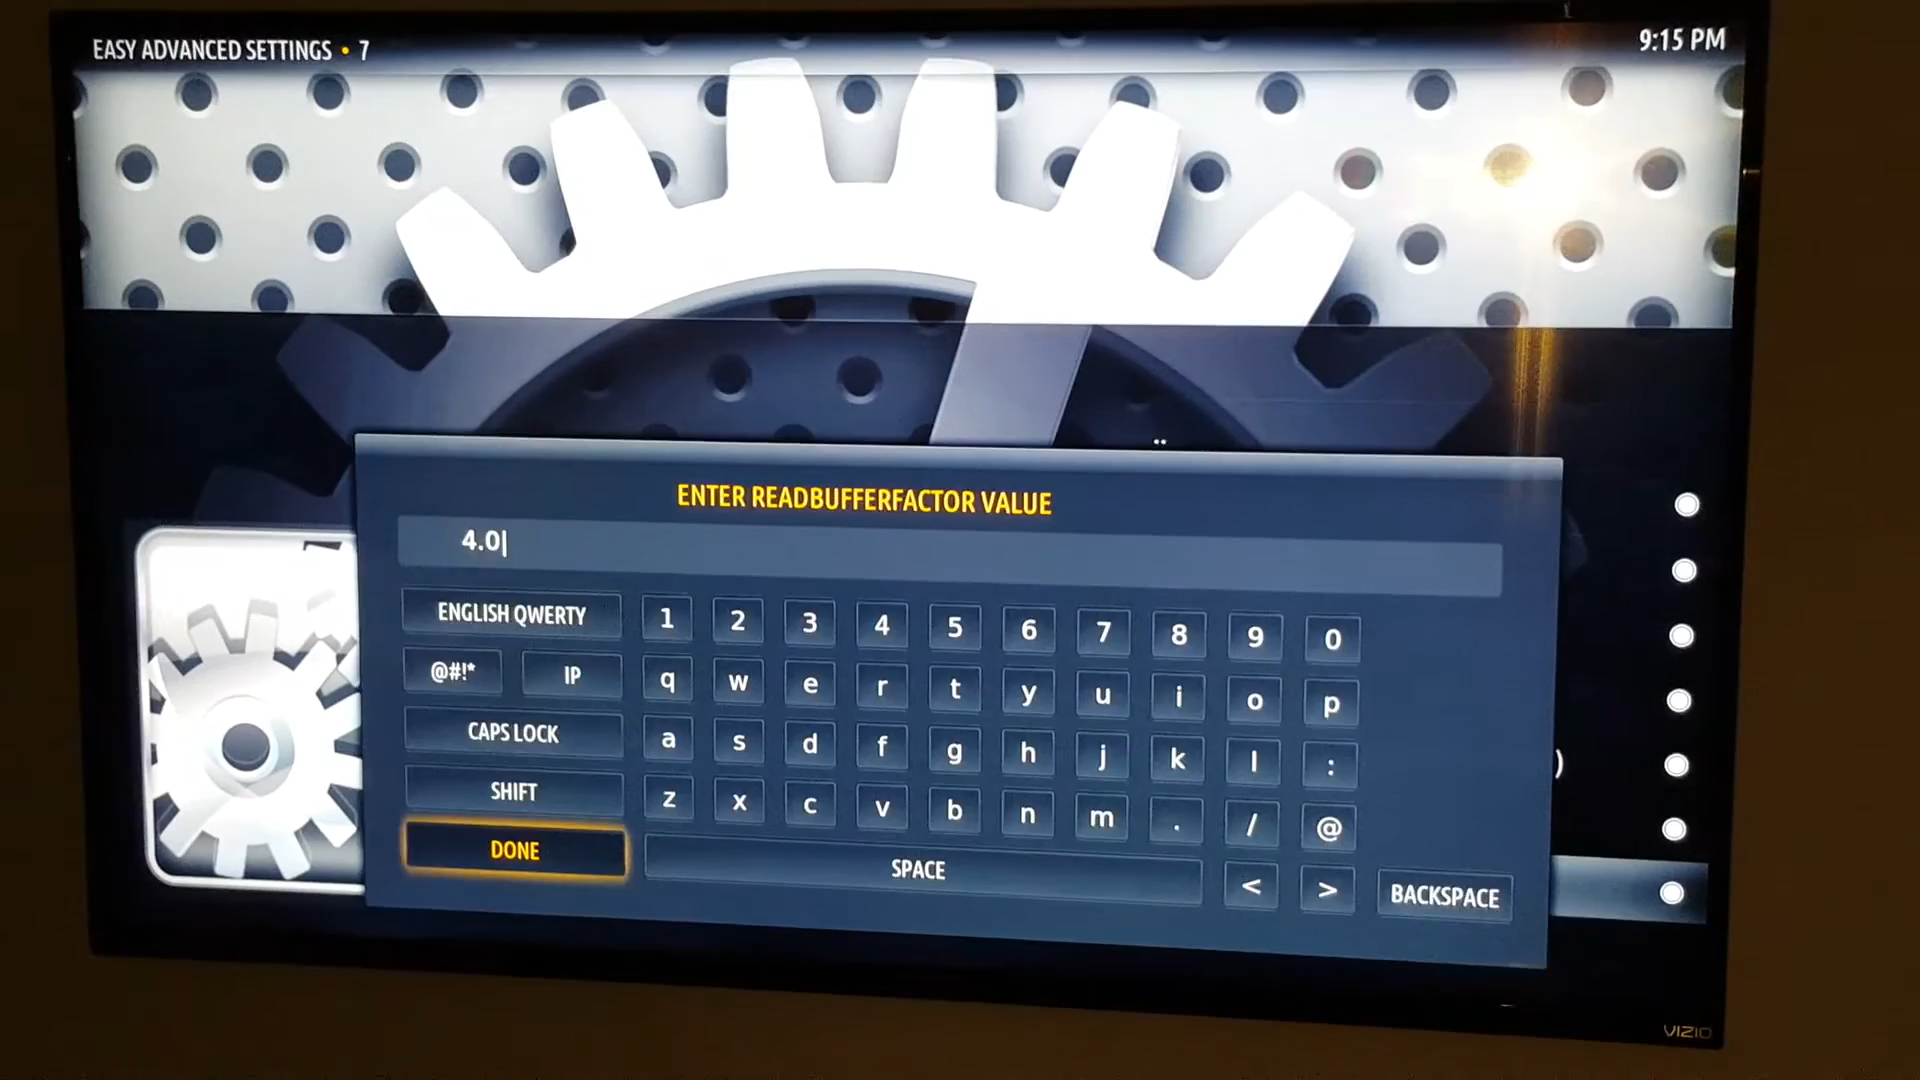 EASY ADVANCED SETTINGS • 7
9:15 PM
ENTER READBUFFERFACTOR VALUE
4.0
ENGLISH QWERTY 1 2 3 4 5 6 7 8 9 0
@#!* IP q w e r t y u i o p
CAPS LOCK a s d f g h j k l :
SHIFT z x c v b n m . / @
DONE SPACE < > BACKSPACE
)
VIZIO